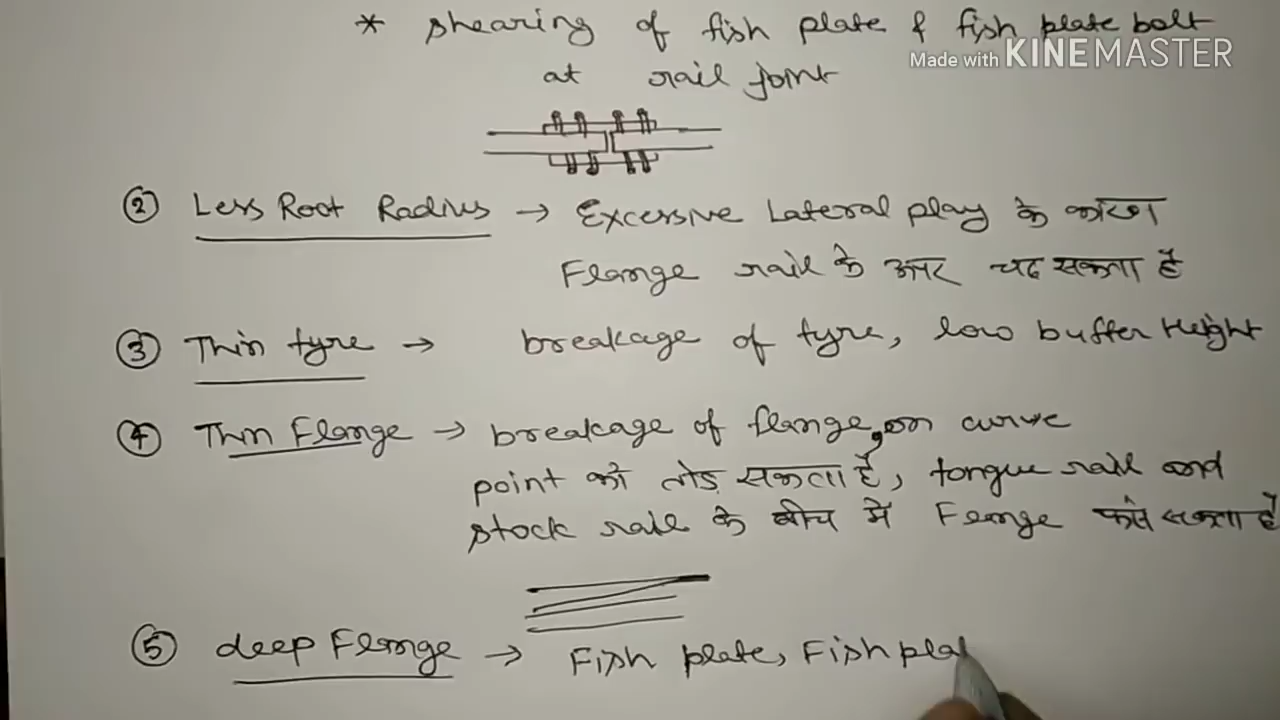 * shearing of fish plate & fish plate bolt
Made with KINEMASTER
at rail joint
② Less Root Radius → Excessive Lateral play के कारण
Flange rail के ऊपर चढ सकता है
③ Thin tyre → breakage of tyre, low buffer Height
④ Thin Flange → breakage of flange, on curve
point को तोड़ सकता है, tongue rail and
stock rail के बीच में Flange फंस सकता है
⑤ deep Flange → Fish plate, Fish pla